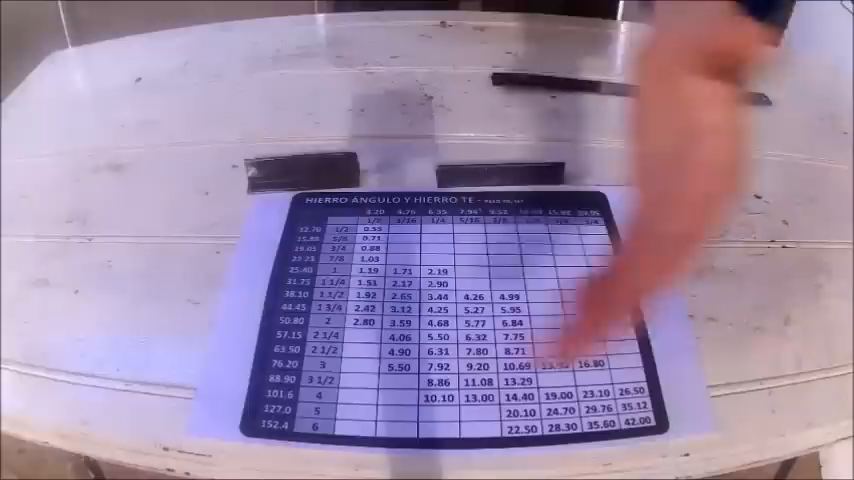 HIERRO ANGULO Y HIERRO TE -
3.20 4.76 6.35 7.94 9.52
1/2 3/16 1/4 5/16 3/8
12.70 1/2 0.55
15.88 5/8 0.71
19.05 3/4 0.88
22.23 7/8 1.03
25.40 1 1.19 1.71 2.19
31.75 1 1/4 1.51 2.17 2.90
38.10 1 1/2 1.92 2.65 3.44 4.26 4.99
44.45 1 3/4 2.42 3.12 4.25 5.27 5.95
50.80 2 2.80 3.59 4.68 5.77 6.84
57.15 2 1/4 4.06 5.50 6.32 7.75
63.50 2 1/2 4.90 6.31 7.80 8.71
76.20 3 5.50 7.92 9.20 10.69 16.80
88.90 3 1/2 8.86 11.08 13.29
101.6 4 10.10 13.00 14.40 19.00 23.10 26.50
127.0 5 20.10 24.70 29.76 35.12
152.4 6 22.50 28.30 35.60 42.00